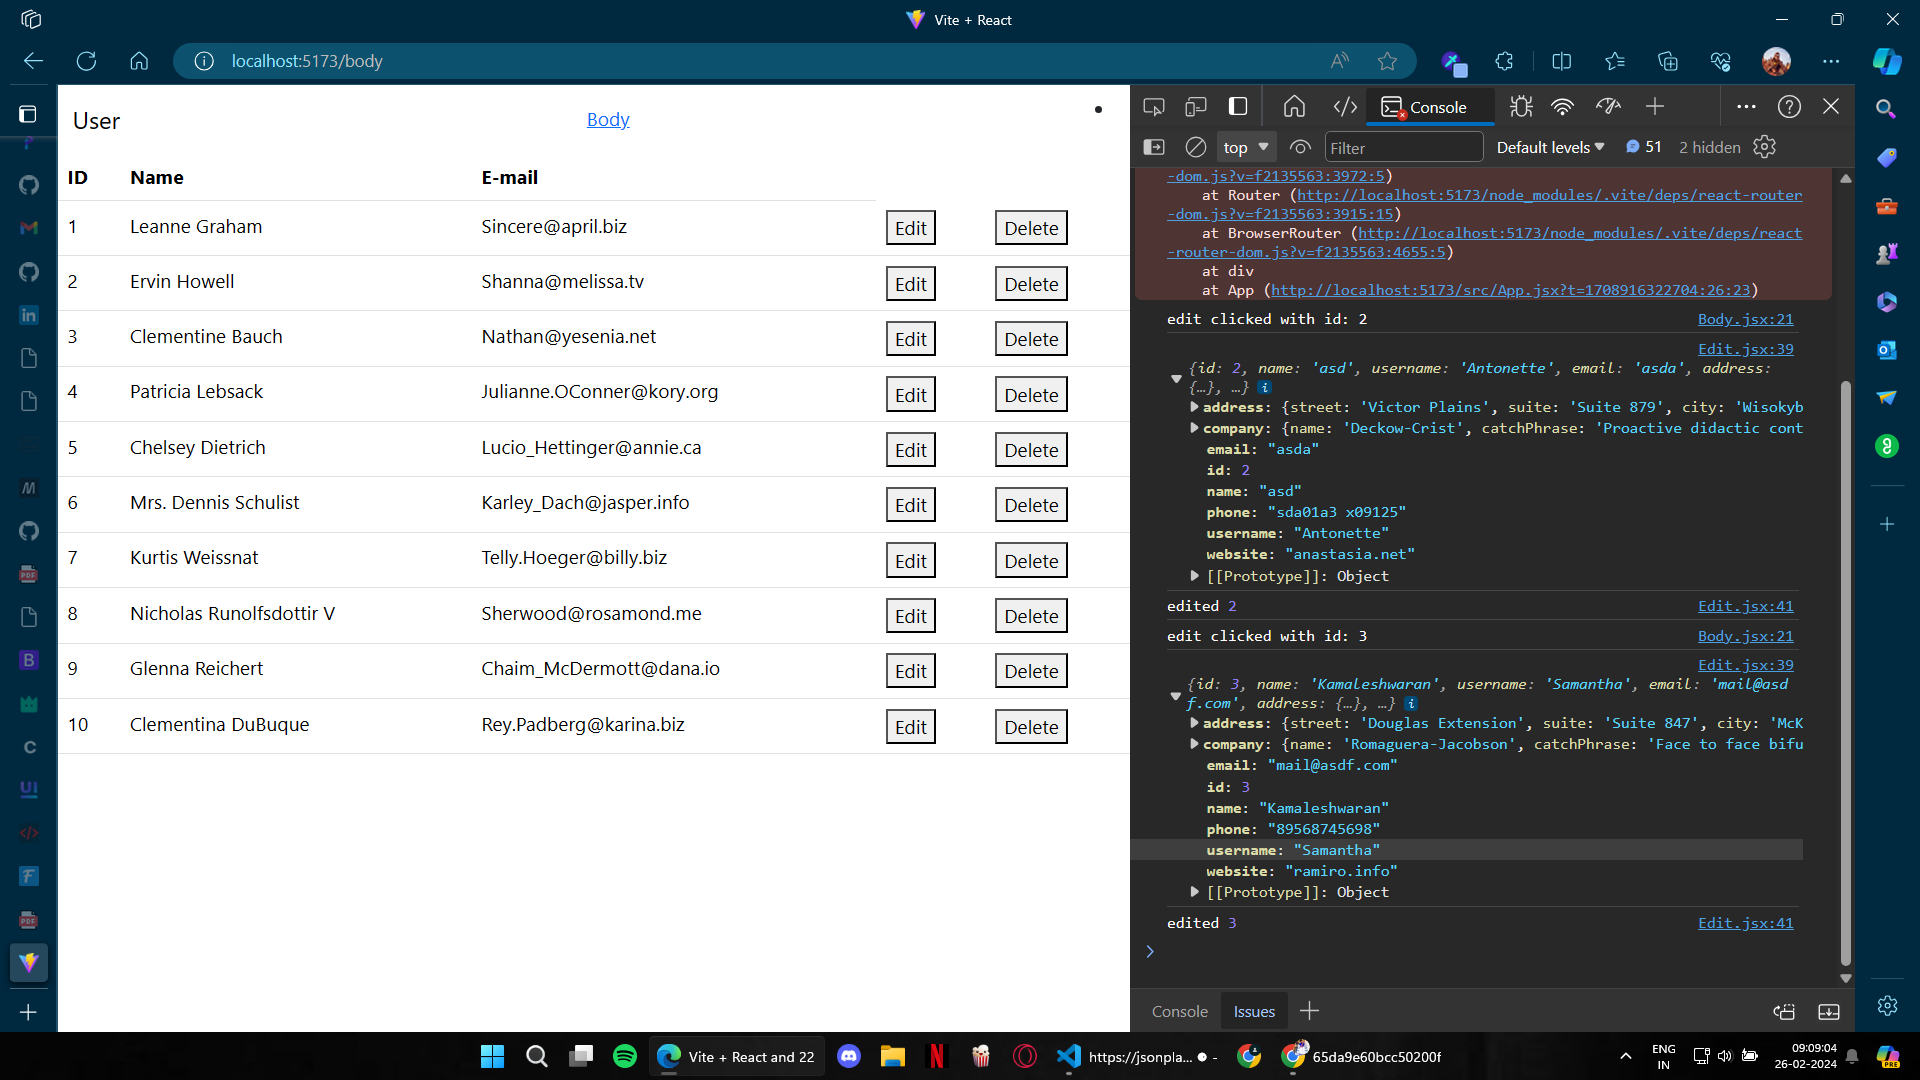 Vite + React
localhost:5173/body
User
Body
ID Name E-mail
1 Leanne Graham Sincere@april.biz Edit Delete
2 Ervin Howell Shanna@melissa.tv Edit Delete
3 Clementine Bauch Nathan@yesenia.net Edit Delete
4 Patricia Lebsack Julianne.OConner@kory.org Edit Delete
5 Chelsey Dietrich Lucio_Hettinger@annie.ca Edit Delete
6 Mrs. Dennis Schulist Karley_Dach@jasper.info Edit Delete
7 Kurtis Weissnat Telly.Hoeger@billy.biz Edit Delete
8 Nicholas Runolfsdottir V Sherwood@rosamond.me Edit Delete
9 Glenna Reichert Chaim_McDermott@dana.io Edit Delete
10 Clementina DuBuque Rey.Padberg@karina.biz Edit Delete
Console
top Filter Default levels 51 2 hidden
-dom.js?v=f2135563:3972:5)
at Router (http://localhost:5173/node_modules/.vite/deps/react-router
-dom.js?v=f2135563:3915:15)
at BrowserRouter (http://localhost:5173/node_modules/.vite/deps/react
-router-dom.js?v=f2135563:4655:5)
at div
at App (http://localhost:5173/src/App.jsx?t=1708916322704:26:23)
edit clicked with id: 2 Body.jsx:21
Edit.jsx:39
{id: 2, name: 'asd', username: 'Antonette', email: 'asda', address:
{…}, …} i
address: {street: 'Victor Plains', suite: 'Suite 879', city: 'Wisokyb
company: {name: 'Deckow-Crist', catchPhrase: 'Proactive didactic cont
email: "asda"
id: 2
name: "asd"
phone: "sda01a3 x09125"
username: "Antonette"
website: "anastasia.net"
[[Prototype]]: Object
edited 2 Edit.jsx:41
edit clicked with id: 3 Body.jsx:21
Edit.jsx:39
{id: 3, name: 'Kamaleshwaran', username: 'Samantha', email: 'mail@asd
f.com', address: {…}, …} i
address: {street: 'Douglas Extension', suite: 'Suite 847', city: 'McK
company: {name: 'Romaguera-Jacobson', catchPhrase: 'Face to face bifu
email: "mail@asdf.com"
id: 3
name: "Kamaleshwaran"
phone: "89568745698"
username: "Samantha"
website: "ramiro.info"
[[Prototype]]: Object
edited 3 Edit.jsx:41
Console Issues
Vite + React and 22
https://jsonpla... ● -
65da9e60bcc50200f
ENG
IN
09:09:04
26-02-2024